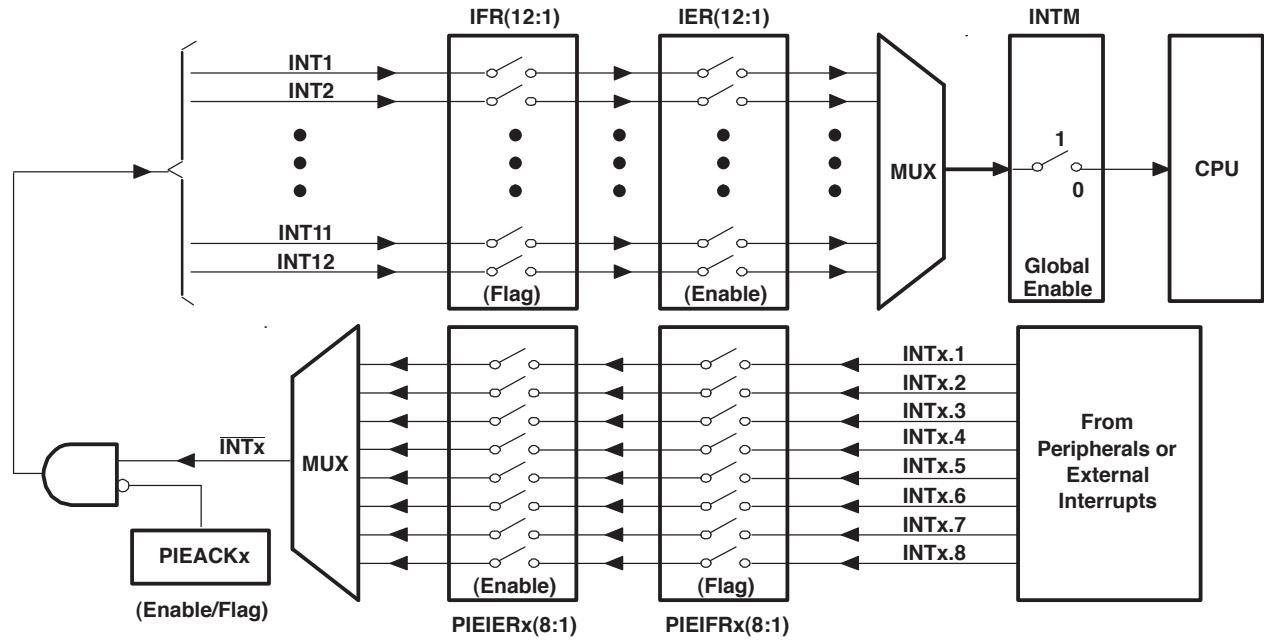 IFR(12:1)
IER(12:1)
INTM
INT1
INT2
INT11
INT12
(Flag)
(Enable)
MUX
1
0
Global
Enable
CPU
INTx.1
INTx.2
INTx.3
INTx.4
INTx.5
INTx.6
INTx.7
INTx.8
From
Peripherals or
External
Interrupts
INTx
MUX
PIEACKx
(Enable/Flag)
(Enable)
(Flag)
PIEIERx(8:1)
PIEIFRx(8:1)